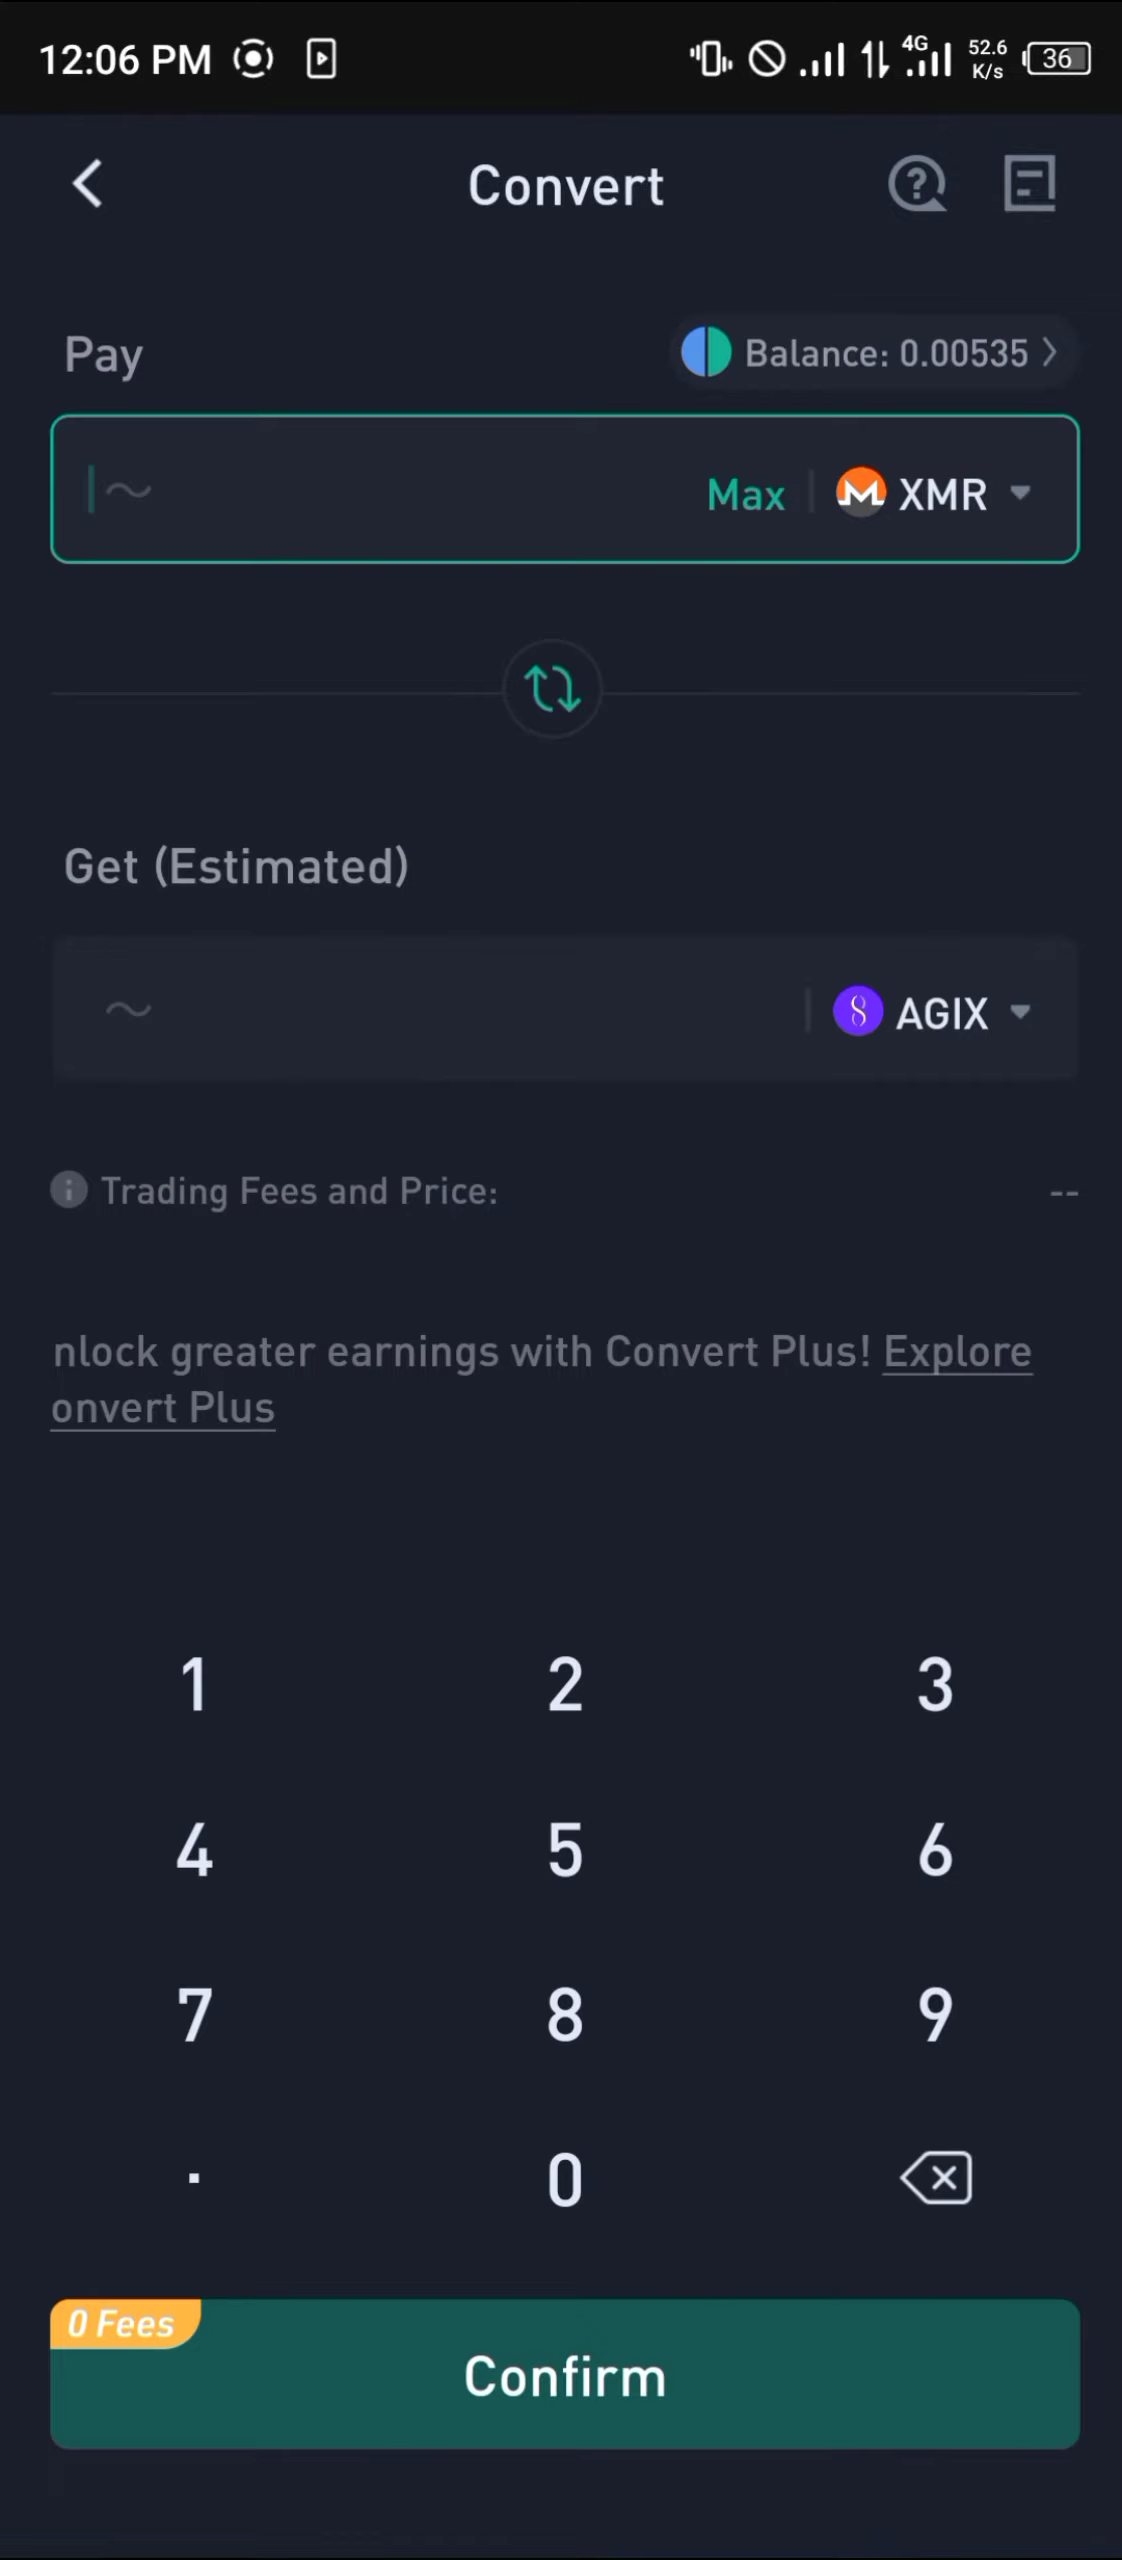 12:06 PM 4G 52.6 K/s 36
Convert
Pay Balance: 0.00535
Max XMR
Get (Estimated)
AGIX
Trading Fees and Price: --
nlock greater earnings with Convert Plus! Explore
onvert Plus
1 2 3
4 5 6
7 8 9
. 0
0 Fees
Confirm